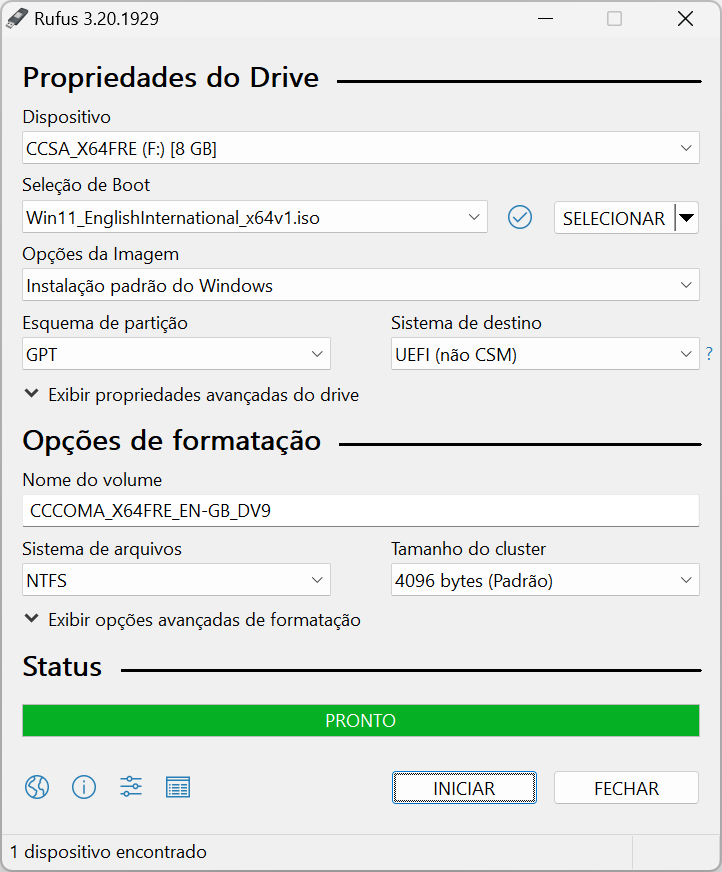 Rufus 3.20.1929
Propriedades do Drive
Dispositivo
CCSA_X64FRE (F:) [8 GB]
Seleção de Boot
Win11_EnglishInternational_x64v1.iso
SELECIONAR
Opções da Imagem
Instalação padrão do Windows
Esquema de partição
Sistema de destino
GPT
UEFI (não CSM)
?
Exibir propriedades avançadas do drive
Opções de formatação
Nome do volume
CCCOMA_X64FRE_EN-GB_DV9
Sistema de arquivos
Tamanho do cluster
NTFS
4096 bytes (Padrão)
Exibir opções avançadas de formatação
Status
PRONTO
INICIAR
FECHAR
1 dispositivo encontrado